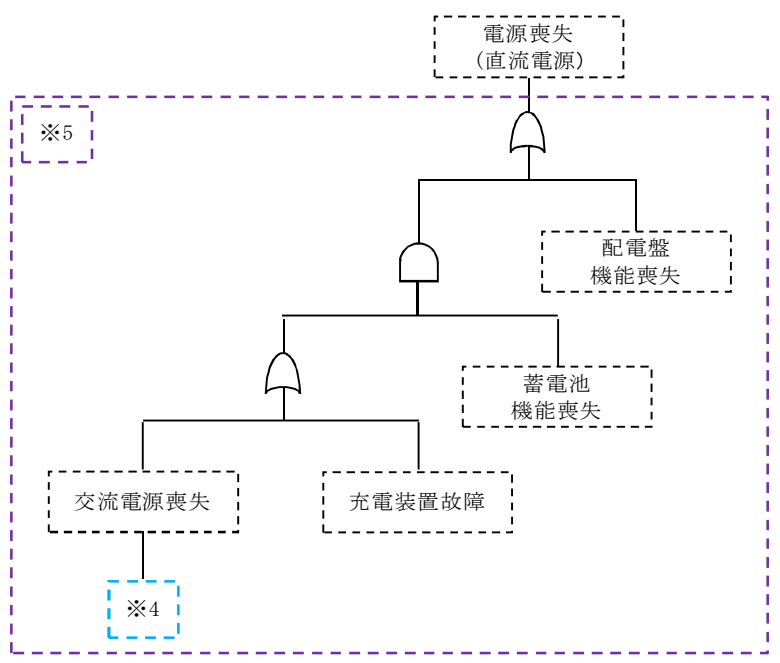 電源喪失
(直流電源)
※5
配電盤
機能喪失
蓄電池
機能喪失
交流電源喪失
充電装置故障
※4